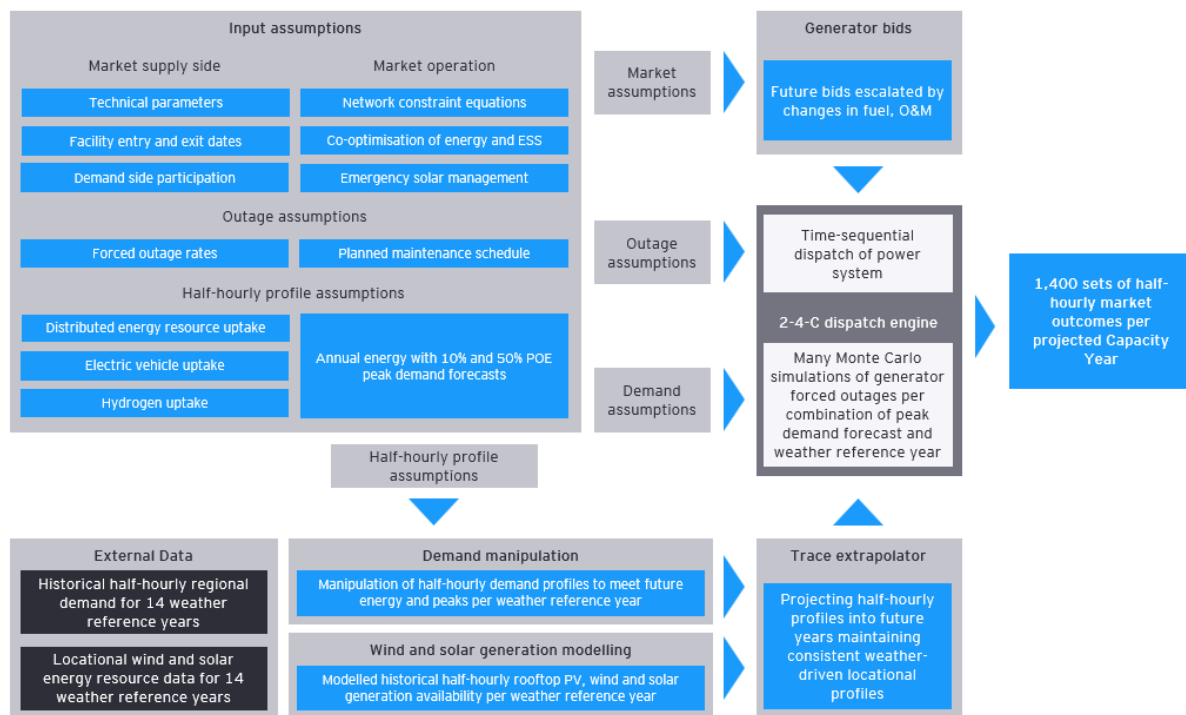 Input assumptions
Market supply side
Technical parameters
Facility entry and exit dates
Demand side participation
Market operation
Network constraint equations
Co-optimisation of energy and ESS
Emergency solar management
Outage assumptions
Forced outage rates
Planned maintenance schedule
Half-hourly profile assumptions
Distributed energy resource uptake
Electric vehicle uptake
Hydrogen uptake
Annual energy with 10% and 50% POE
peak demand forecasts
Market
assumptions
Outage
assumptions
Demand
assumptions
Generator bids
Future bids escalated by
changes in fuel, O&M
Time-sequential
dispatch of power
system
2-4-C dispatch engine
Many Monte Carlo
simulations of generator
forced outages per
combination of peak
demand forecast and
weather reference year
1,400 sets of half-
hourly market
outcomes per
projected Capacity
Year
Half-hourly profile
assumptions
External Data
Historical half-hourly regional
demand for 14 weather
reference years
Locational wind and solar
energy resource data for 14
weather reference years
Demand manipulation
Manipulation of half-hourly demand profiles to meet future
energy and peaks per weather reference year
Wind and solar generation modelling
Modelled historical half-hourly rooftop PV, wind and solar
generation availability per weather reference year
Trace extrapolator
Projecting half-hourly
profiles into future
years maintaining
consistent weather-
driven locational
profiles